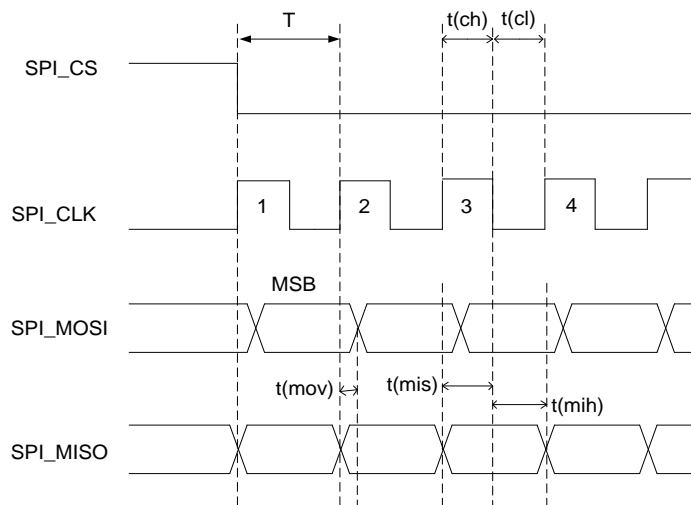 T
t(ch)
t(cl)
SPI_CS
SPI_CLK
1
2
3
4
MSB
SPI_MOSI
t(mov)
t(mis)
t(mih)
SPI_MISO